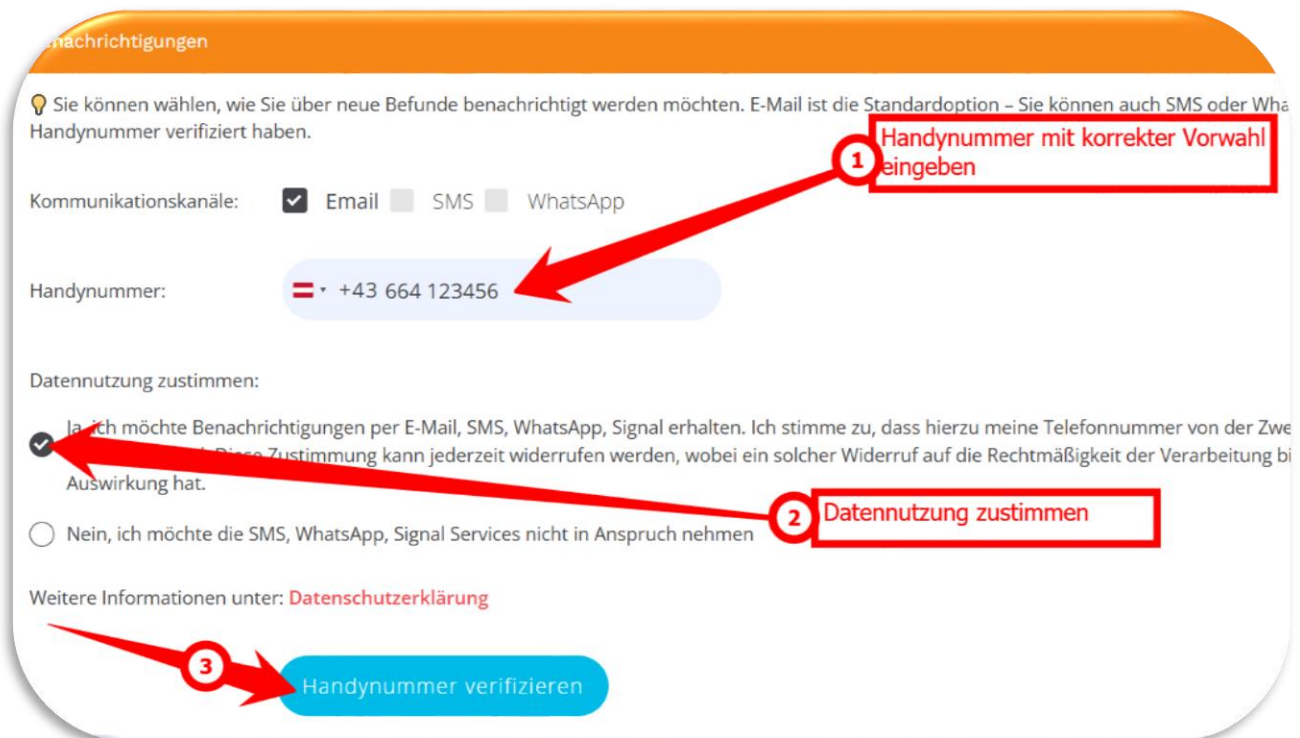 nachrichtigungen
Sie können wählen, wie Sie über neue Befunde benachrichtigt werden möchten. E-Mail ist die Standardoption – Sie können auch SMS oder Wha
Handynummer verifiziert haben.
1 Handynummer mit korrekter Vorwahl
eingeben
Kommunikationskanäle: Email SMS WhatsApp
Handynummer: +43 664 123456
Datennutzung zustimmen:
Ja, ich möchte Benachrichtigungen per E-Mail, SMS, WhatsApp, Signal erhalten. Ich stimme zu, dass hierzu meine Telefonnummer von der Zwe
Diese Zustimmung kann jederzeit widerrufen werden, wobei ein solcher Widerruf auf die Rechtmäßigkeit der Verarbeitung bi
Auswirkung hat.
2 Datennutzung zustimmen
Nein, ich möchte die SMS, WhatsApp, Signal Services nicht in Anspruch nehmen
Weitere Informationen unter: Datenschutzerklärung
3
Handynummer verifizieren